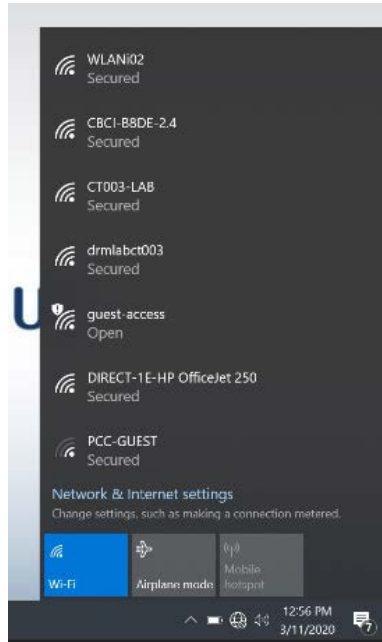 WLANi02
Secured
CBCI-B8DE-2.4
Secured
CT003-LAB
Secured
drmlabct003
Secured
U
guest-access
Open
DIRECT-1E-HP OfficeJet 250
Secured
PCC-GUEST
Secured
Network & Internet settings
Change settings, such as making a connection metered.
Wi-Fi
Airplane mode
Mobile
hotspot
12:56 PM
3/11/2020
7